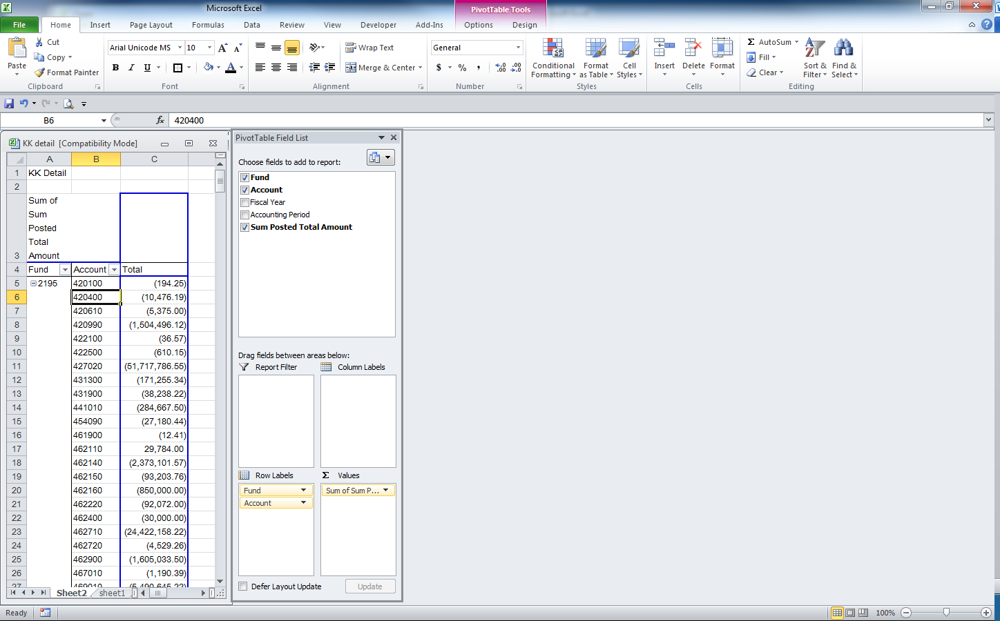 Microsoft Excel
PivotTable Tools
File Home Insert Page Layout Formulas Data Review View Developer Add-Ins Options Design
Paste
Cut
Copy
Format Painter
Clipboard
Arial Unicode MS 10
B I U
Font
Wrap Text
Merge & Center
Alignment
General
$ % ,
Number
Conditional Formatting
Format as Table
Cell Styles
Styles
Insert Delete Format
Cells
Σ AutoSum
Fill
Clear
Sort & Filter
Find & Select
Editing
B6 fx 420400
KK detail [Compatibility Mode]
A B C
1 KK Detail
2
3 Sum of Sum Posted Total Amount
4 Fund Account Total
5 2195 420100 (194.25)
6 420400 (10,476.19)
7 420610 (5,375.00)
8 420990 (1,504,496.12)
9 422100 (36.57)
10 422500 (610.15)
11 427020 (51,717,786.55)
12 431300 (171,255.34)
13 431900 (38,238.22)
14 441010 (284,667.50)
15 454090 (27,180.44)
16 461900 (12.41)
17 462110 29,784.00
18 462140 (2,373,101.57)
19 462150 (93,203.76)
20 462160 (850,000.00)
21 462220 (92,072.00)
22 462400 (30,000.00)
23 462710 (24,422,158.22)
24 462720 (4,529.26)
25 462900 (1,605,033.50)
26 467010 (1,190.39)
27 469010 (5,490,645.22)
Sheet2 sheet1
PivotTable Field List
Choose fields to add to report:
Fund
Account
Fiscal Year
Accounting Period
Sum Posted Total Amount
Drag fields between areas below:
Report Filter Column Labels
Row Labels Σ Values
Fund Sum of Sum P...
Account
Defer Layout Update Update
Ready 100%